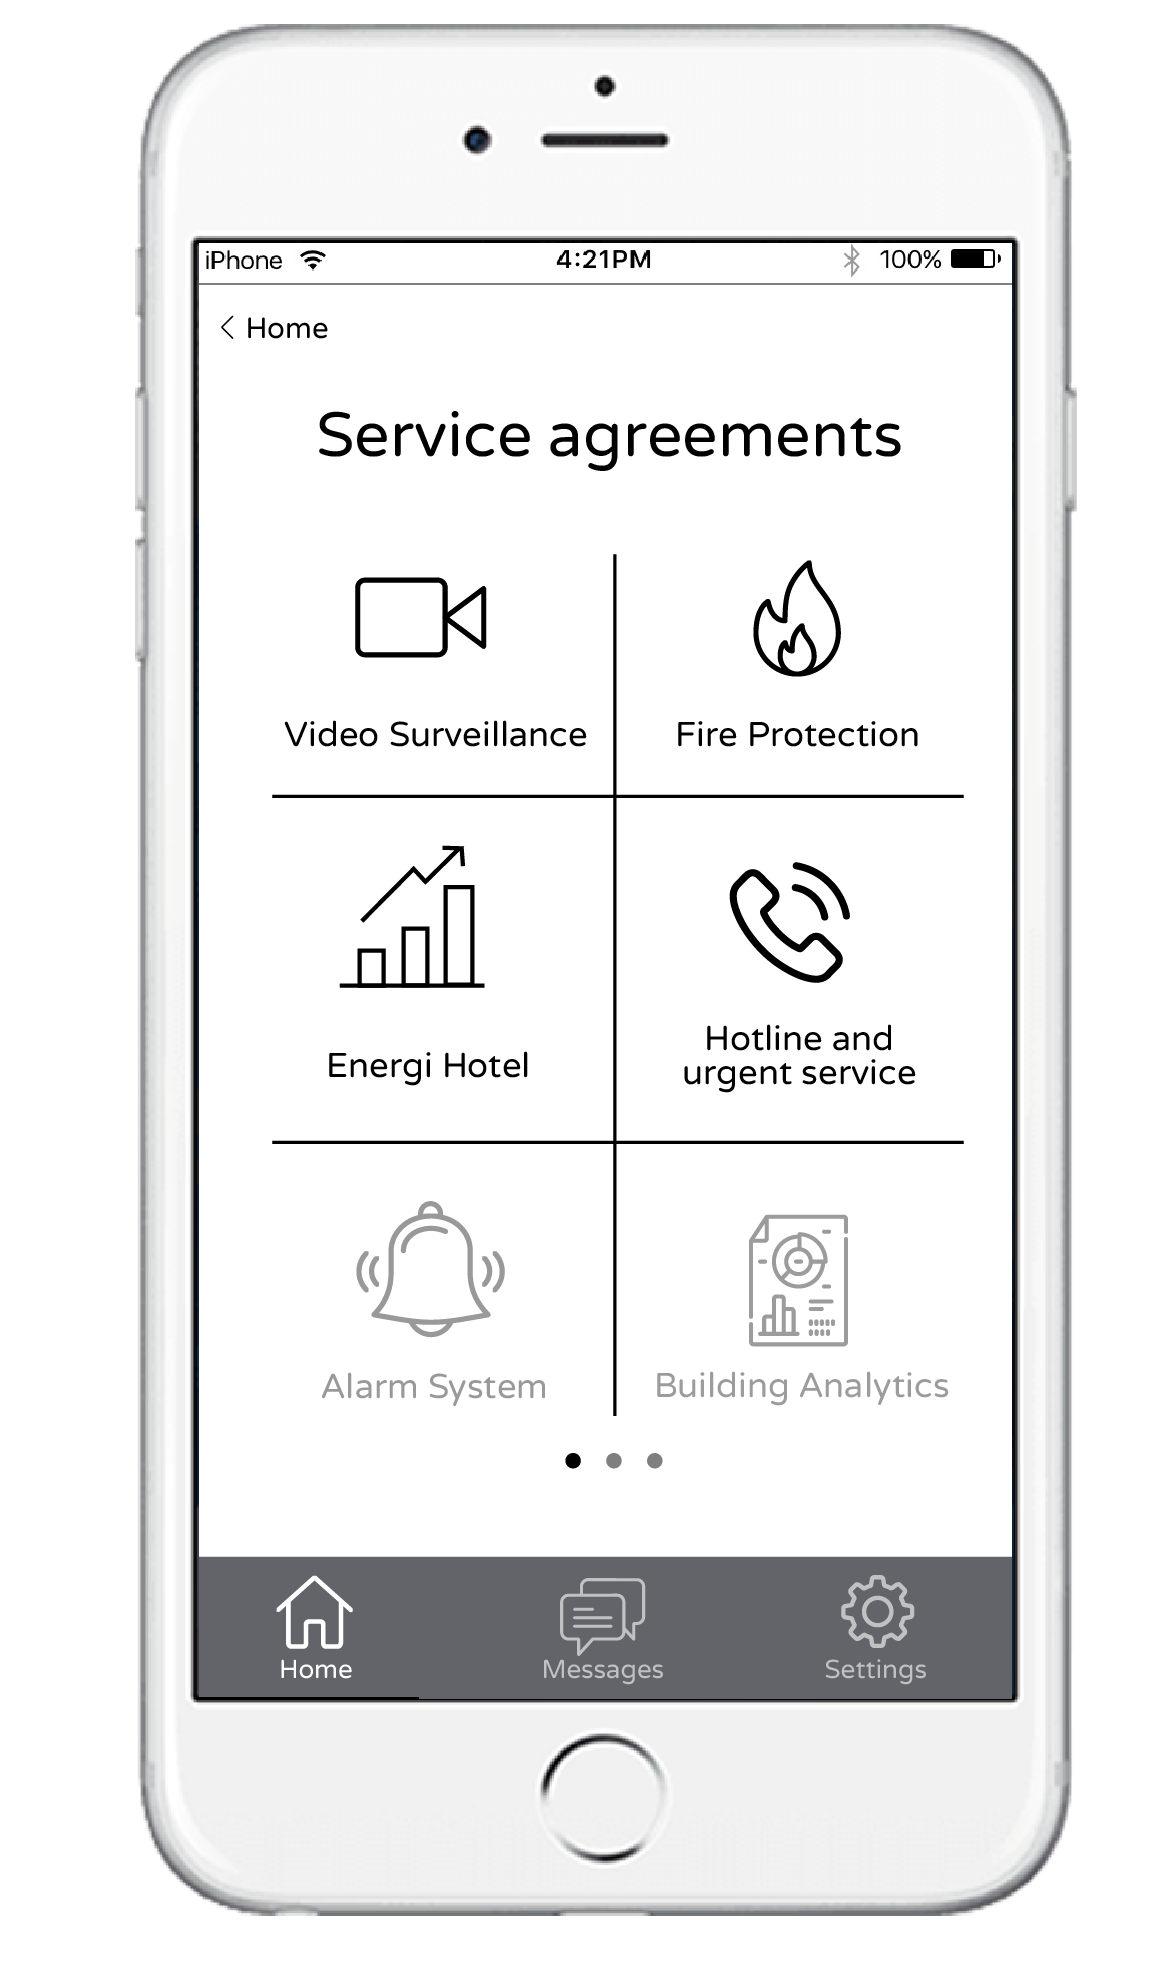 iPhone 4:21PM 100%
Home
Service agreements
Video Surveillance
Fire Protection
Energi Hotel
Hotline and
urgent service
Alarm System
Building Analytics
Home Messages Settings